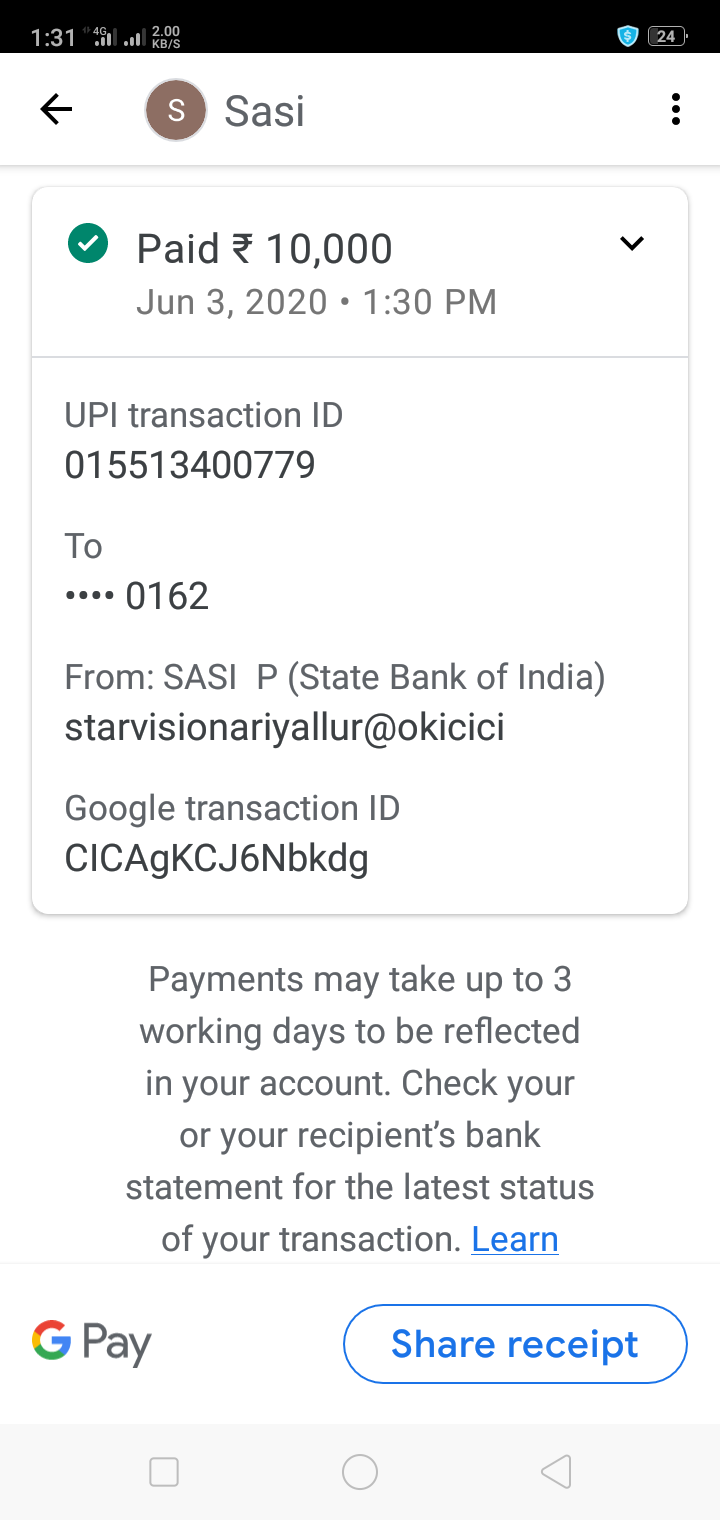 1:31 4G 2.00 KB/S 24
S Sasi
Paid ₹ 10,000
Jun 3, 2020 • 1:30 PM
UPI transaction ID
015513400779
To
•••• 0162
From: SASI  P (State Bank of India)
starvisionariyallur@okicici
Google transaction ID
CICAgKCJ6Nbkdg
Payments may take up to 3
working days to be reflected
in your account. Check your
or your recipient’s bank
statement for the latest status
of your transaction. Learn
G Pay
Share receipt